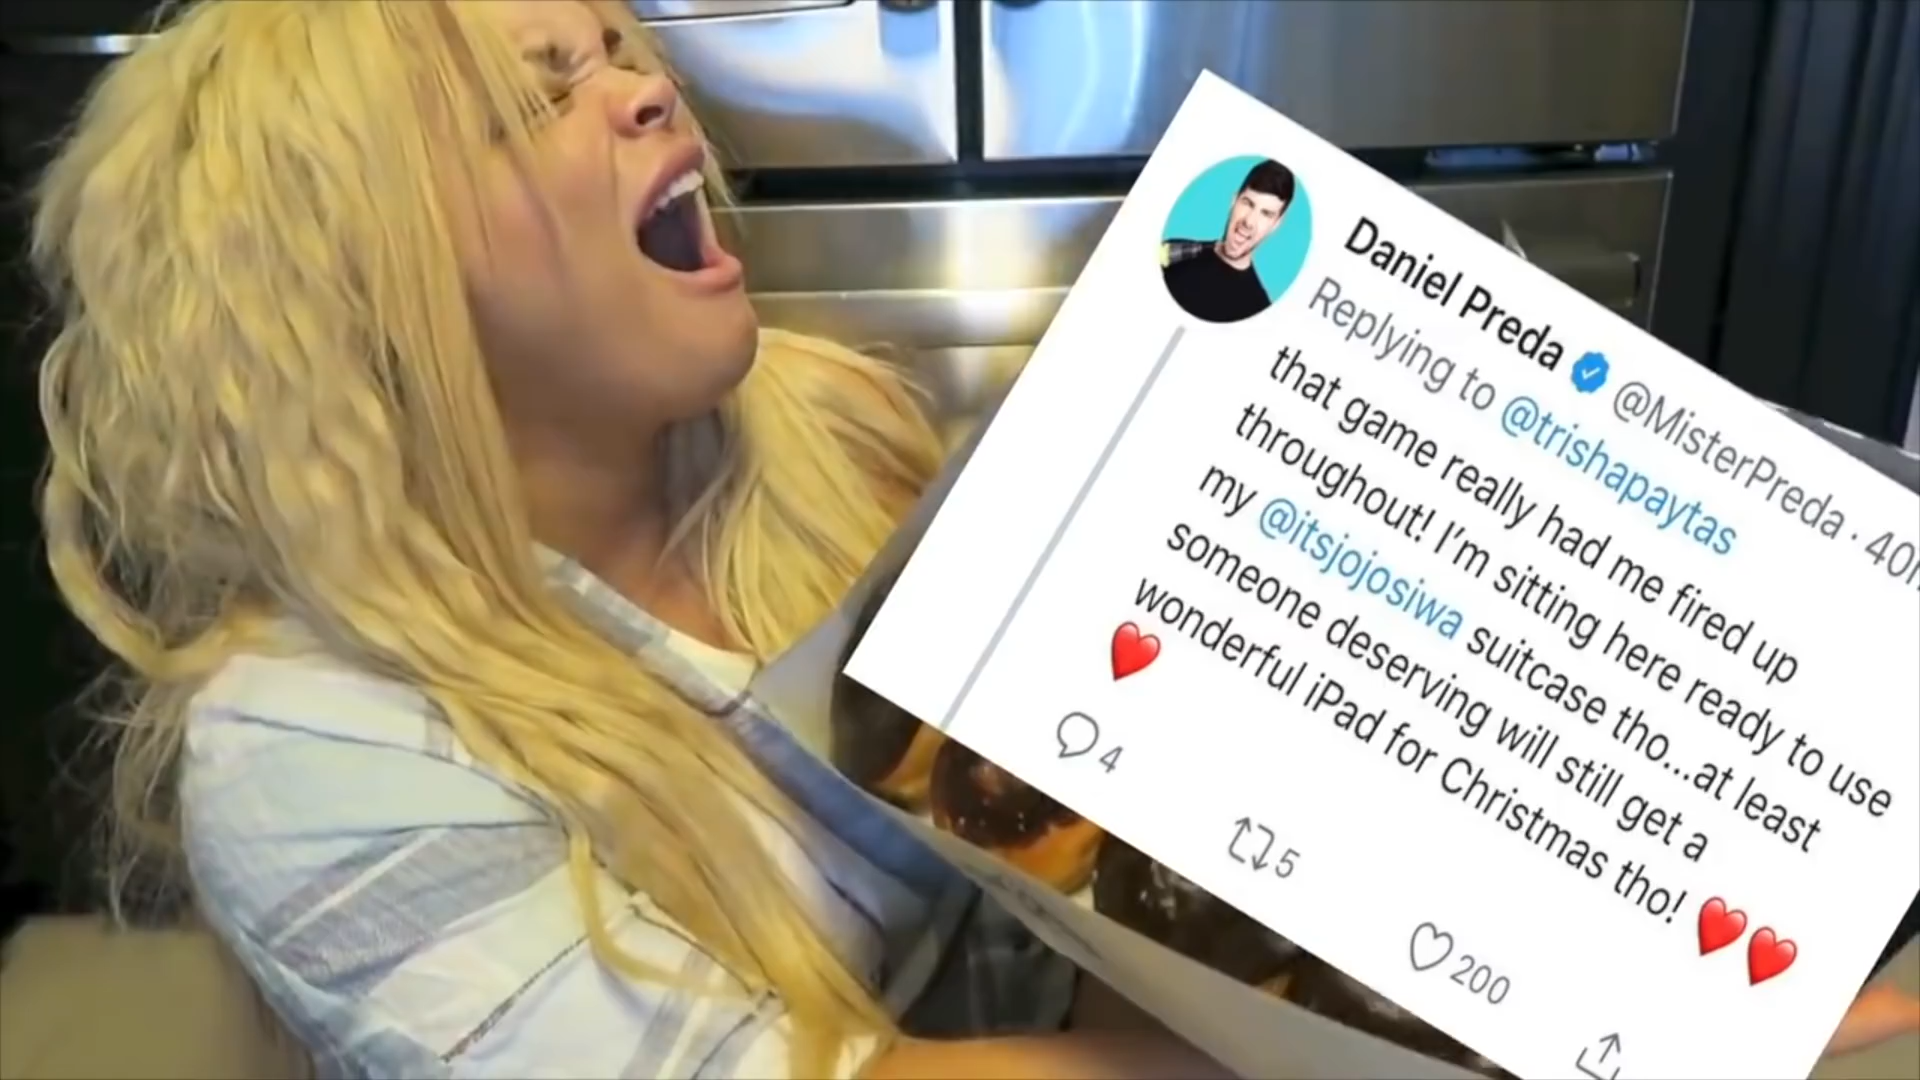 Daniel Preda @MisterPreda · 40
Replying to @trishapaytas
that game really had me fired up
throughout! I'm sitting here ready to use
my @itsjojosiwa suitcase tho...at least
someone deserving will still get a
wonderful iPad for Christmas tho! ❤️❤️
❤️
4
5
200